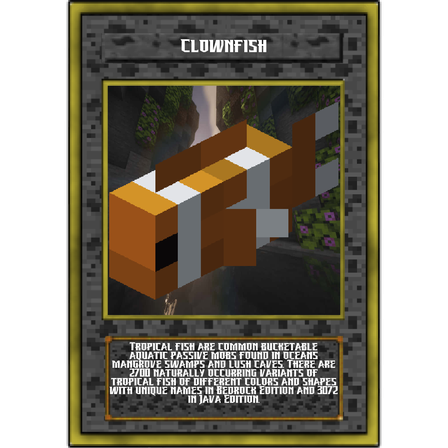 Clownfish
Tropical fish are common bucketable
aquatic passive mobs found in oceans
mangrove swamps and lush caves. There are
2700 naturally occurring variants of
tropical fish of different colors and shapes
with unique names in Bedrock Edition and 3072
in Java Edition.